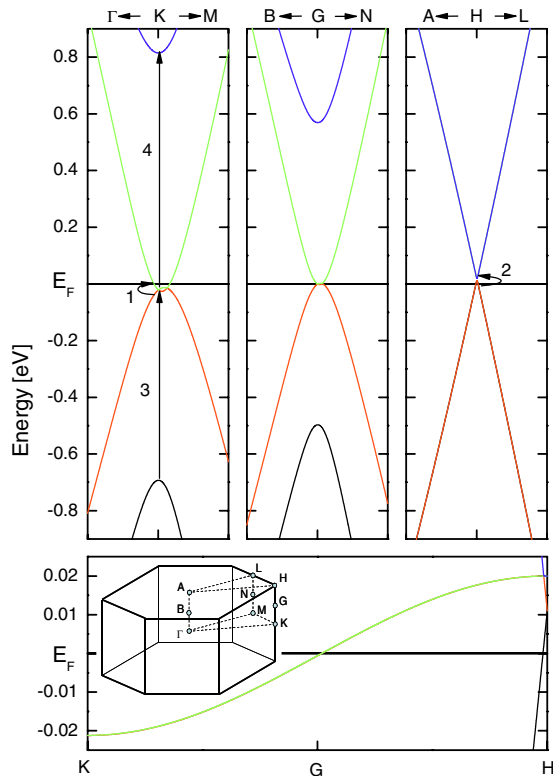 Γ K M B G N A H L
0.8
0.6
0.4
0.2
E_F
-0.2
-0.4
-0.6
-0.8
Energy [eV]
4
1
3
2
0.02
0.01
E_F
-0.01
-0.02
L
A
H
N
G
B
M
K
Γ
K G H